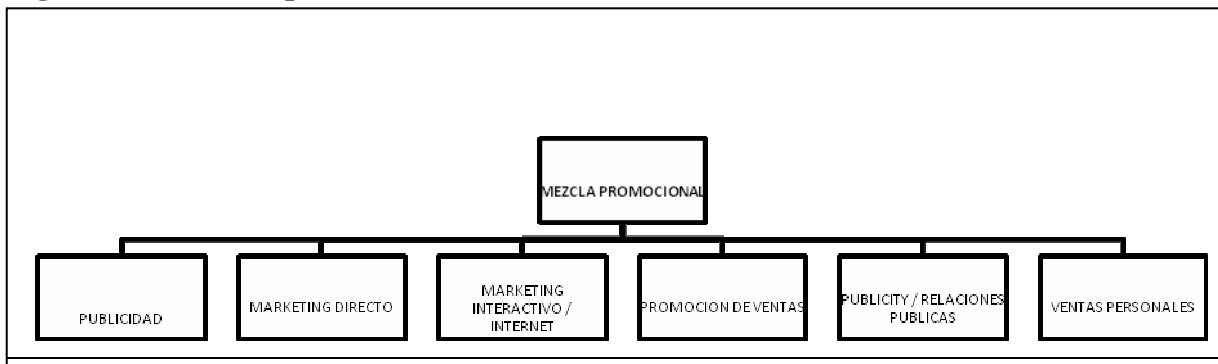 MEZCLA PROMOCIONAL
PUBLICIDAD
MARKETING DIRECTO
MARKETING
INTERACTIVO /
INTERNET
PROMOCION DE VENTAS
PUBLICITY / RELACIONES
PUBLICAS
VENTAS PERSONALES